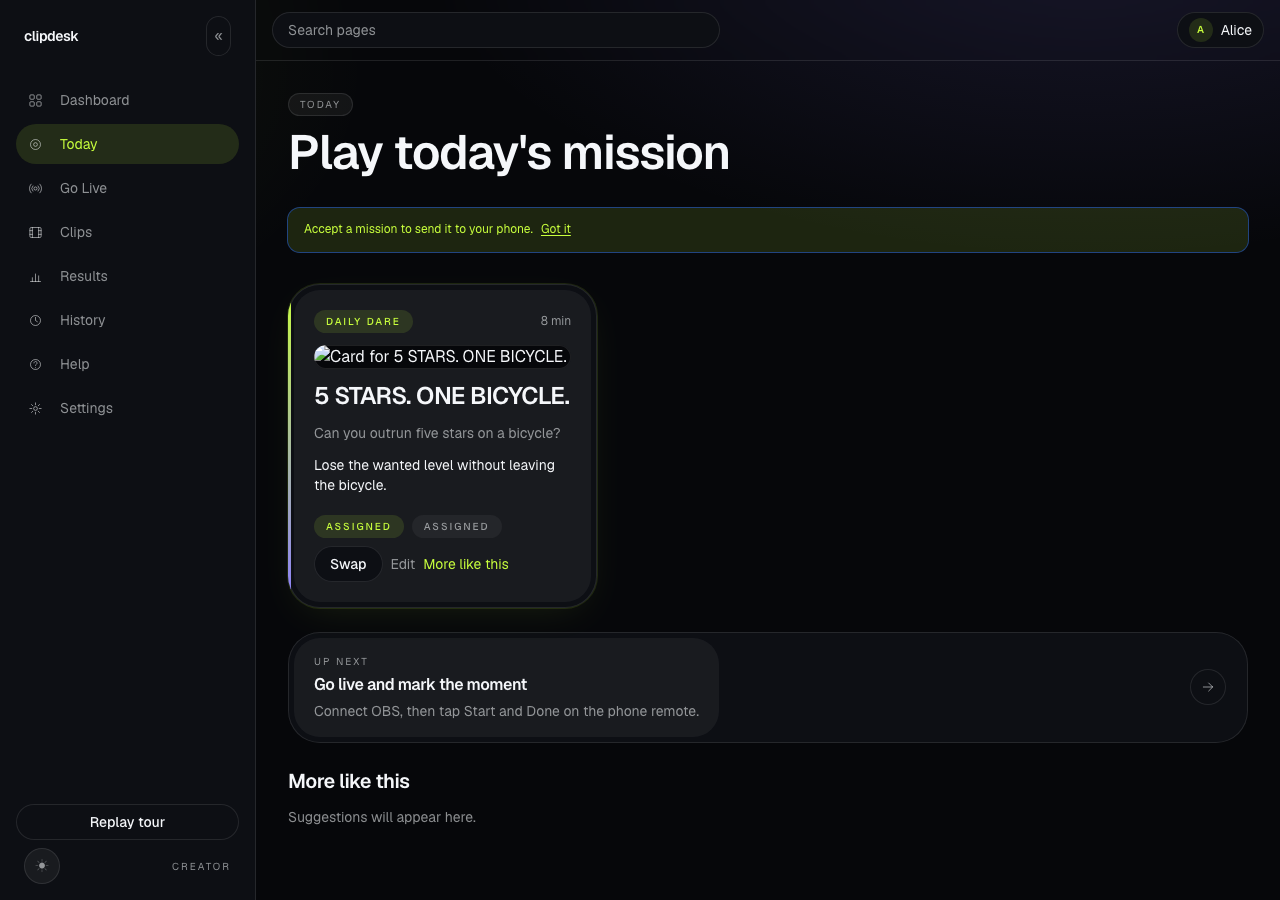 clipdesk
«
Search pages
A Alice
Dashboard
Today
Go Live
Clips
Results
History
Help
Settings
Replay tour
CREATOR
TODAY
Play today's mission
Accept a mission to send it to your phone. Got it
DAILY DARE 8 min
Card for 5 STARS. ONE BICYCLE.
5 STARS. ONE BICYCLE.
Can you outrun five stars on a bicycle?
Lose the wanted level without leaving
the bicycle.
ASSIGNED ASSIGNED
Swap Edit More like this
UP NEXT
Go live and mark the moment
Connect OBS, then tap Start and Done on the phone remote.
More like this
Suggestions will appear here.